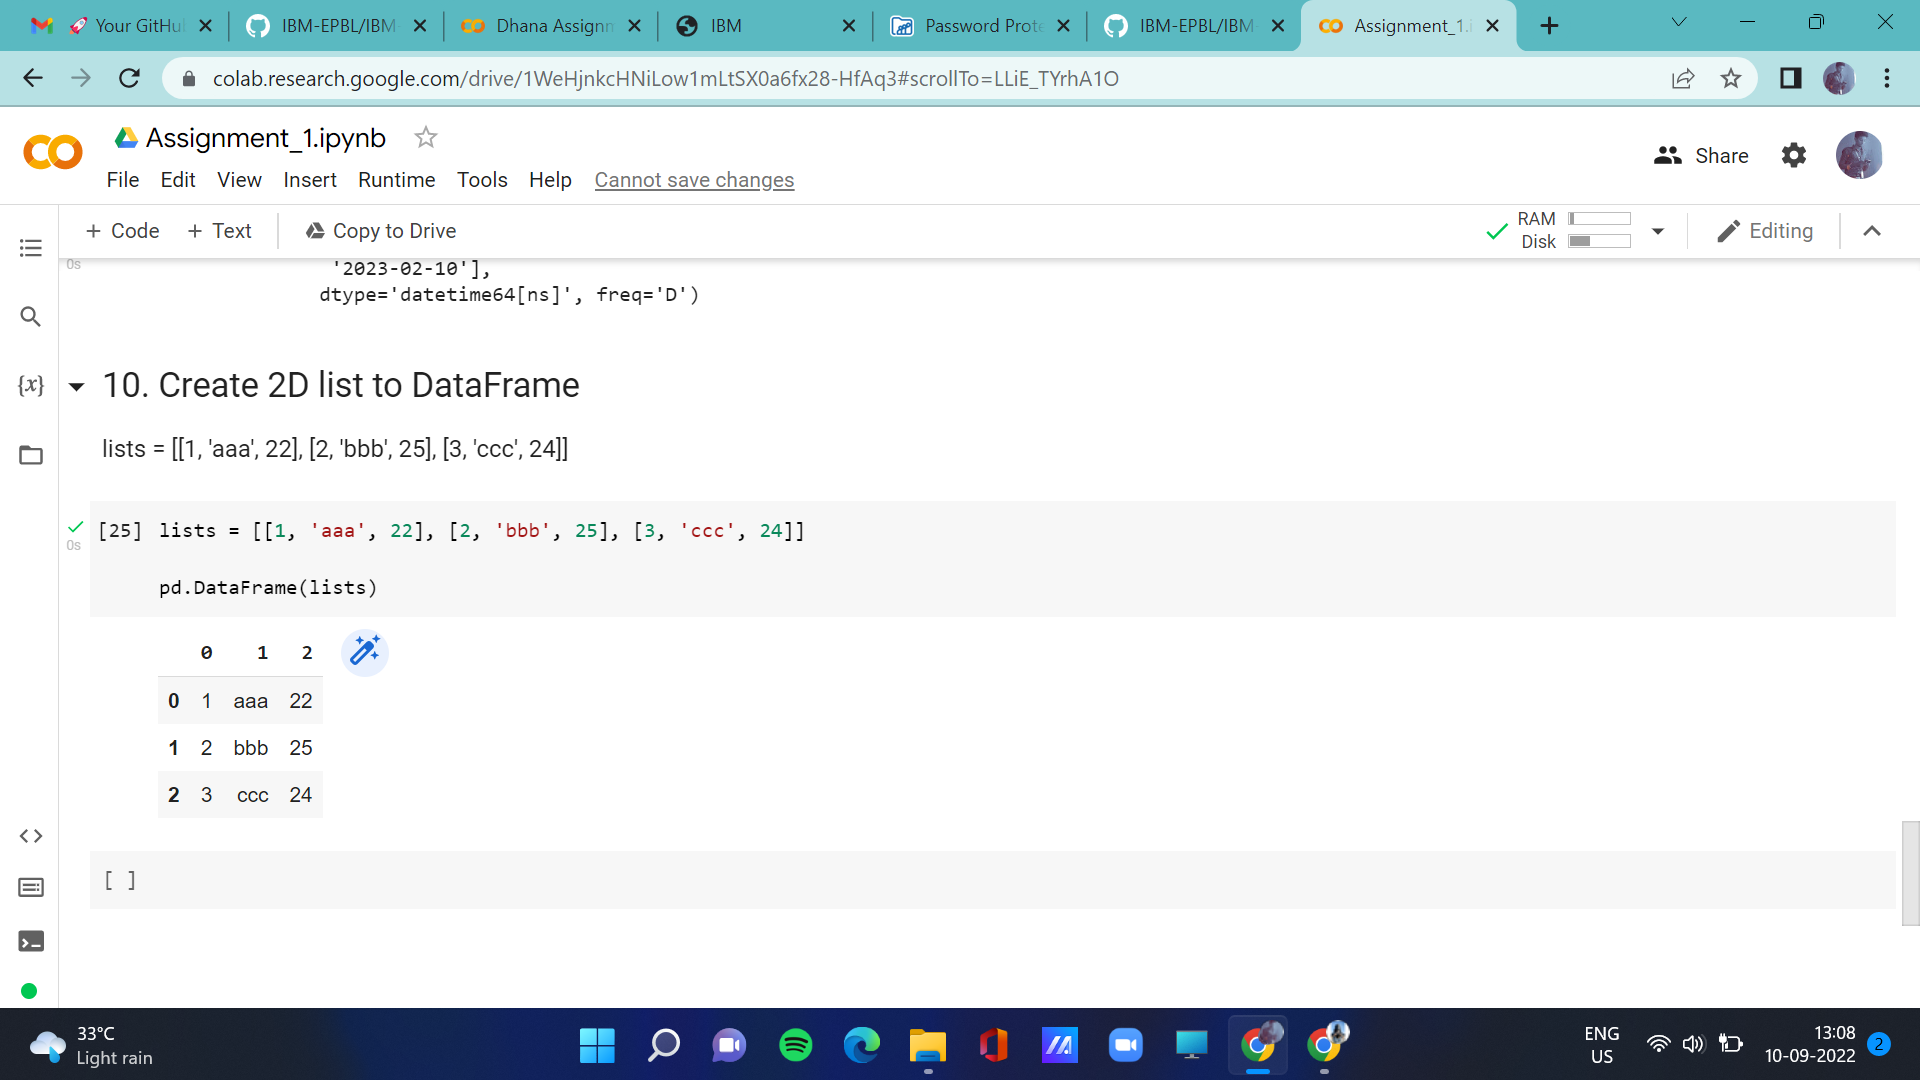 🚀 Your GitHu
IBM-EPBL/IBM-
Dhana Assignm
IBM
Password Prote
IBM-EPBL/IBM-
Assignment_1.i
colab.research.google.com/drive/1WeHjnkcHNiLow1mLtSX0a6fx28-HfAq3#scrollTo=LLiE_TYrhA1O
Assignment_1.ipynb
Share
File Edit View Insert Runtime Tools Help Cannot save changes
+ Code + Text Copy to Drive
RAM
Disk
Editing
0s
'2023-02-10'],
dtype='datetime64[ns]', freq='D')
{x}
10. Create 2D list to DataFrame
lists = [[1, 'aaa', 22], [2, 'bbb', 25], [3, 'ccc', 24]]
[25] lists = [[1, 'aaa', 22], [2, 'bbb', 25], [3, 'ccc', 24]]
0s
pd.DataFrame(lists)
0 1 2
0 1 aaa 22
1 2 bbb 25
2 3 ccc 24
[ ]
33°C
Light rain
ENG
US
13:08
10-09-2022
2